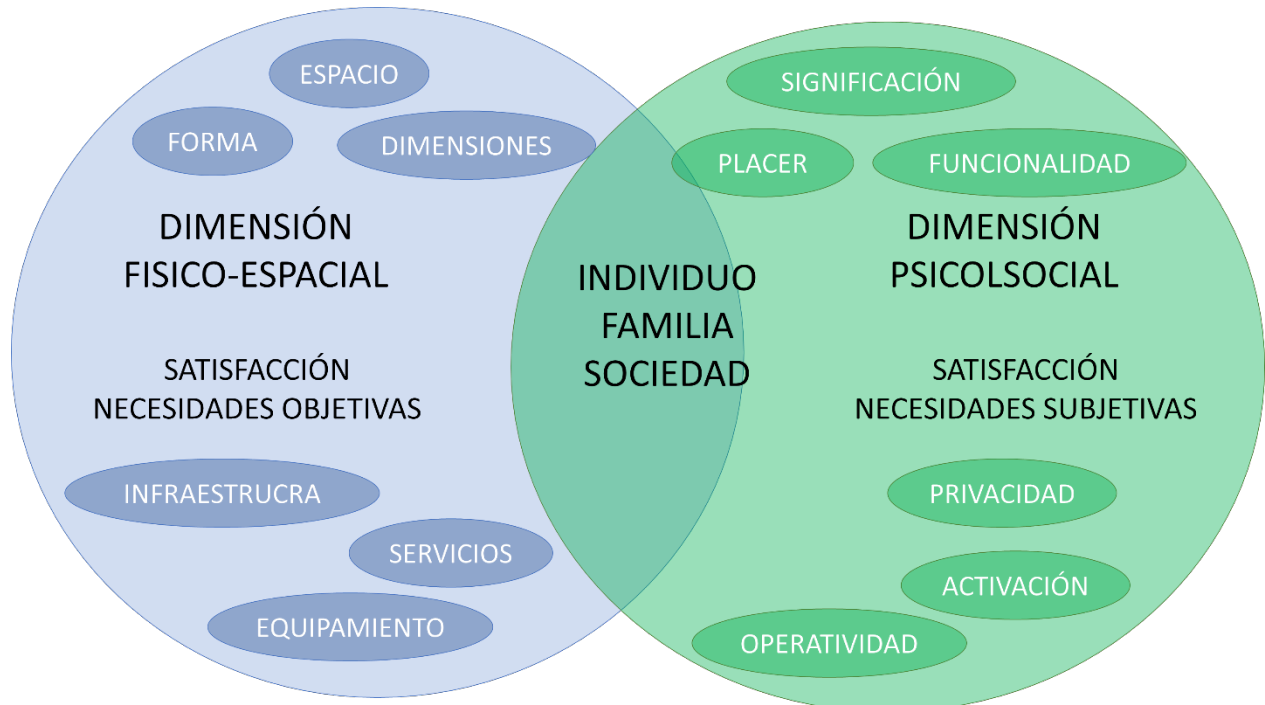 ESPACIO
FORMA
DIMENSIONES
DIMENSIÓN
FISICO-ESPACIAL
SATISFACCIÓN
NECESIDADES OBJETIVAS
INFRAESTRUCRA
SERVICIOS
EQUIPAMIENTO
INDIVIDUO
FAMILIA
SOCIEDAD
SIGNIFICACIÓN
PLACER
FUNCIONALIDAD
DIMENSIÓN
PSICOLSOCIAL
SATISFACCIÓN
NECESIDADES SUBJETIVAS
PRIVACIDAD
ACTIVACIÓN
OPERATIVIDAD